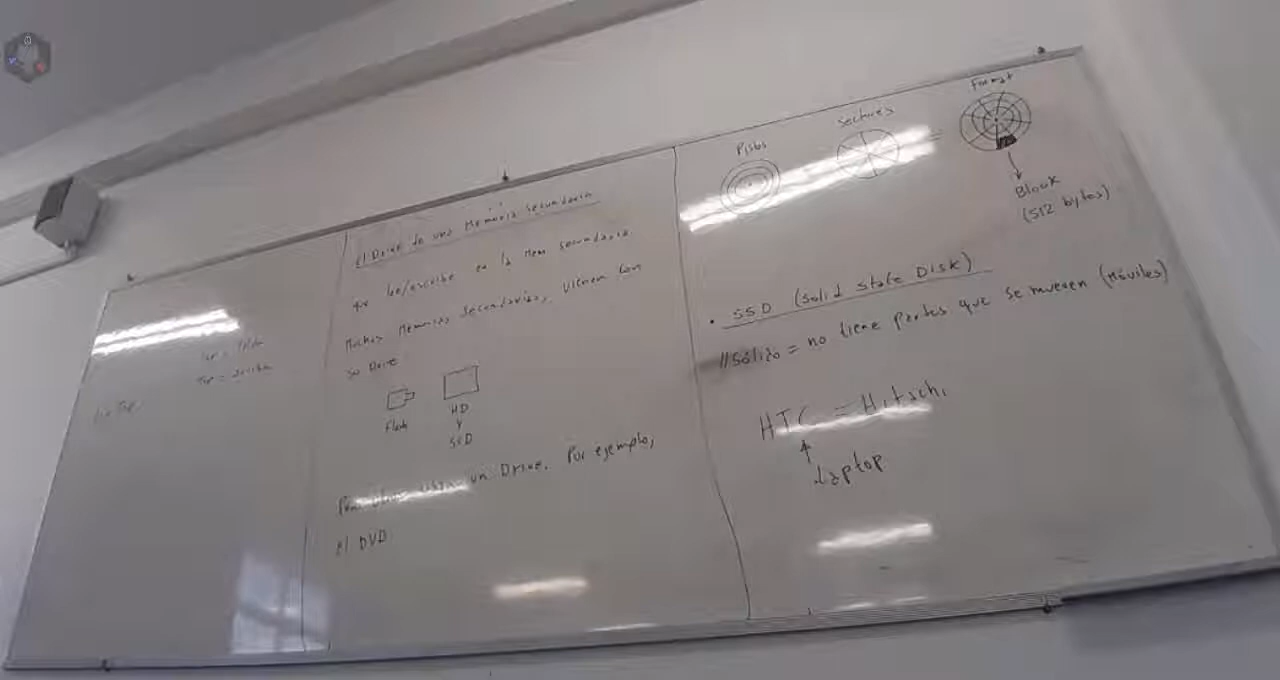 El Drive de una Memoria Secundaria
lee/escribe en la Mem secundaria.
Muchas Memorias Secundarias, vienen con
su Drive
Flash
HD
y
SSD
un Drive. Por ejemplo,
el DVD
Pistas
Sectores
Format
=
Block
(512 bytes)
• SSD (Solid State Disk)
//Sólido = no tiene partes que se mueven (Móviles)
HTC = Hitachi
Laptop